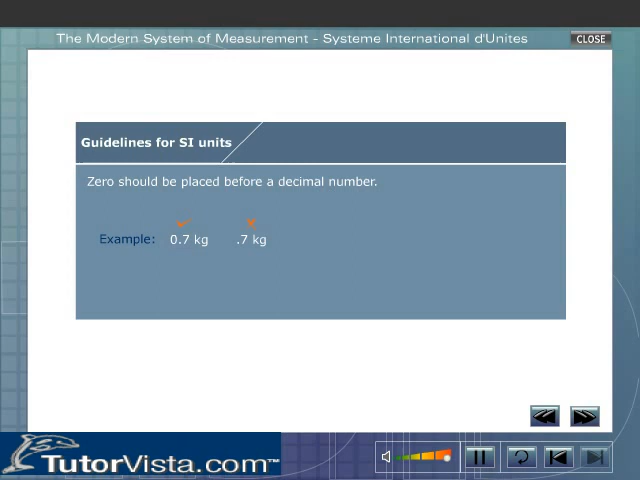 The Modern System of Measurement - Systeme International d'Unites
CLOSE
Guidelines for SI units
Zero should be placed before a decimal number.
Example: 0.7 kg .7 kg
TutorVista.com™